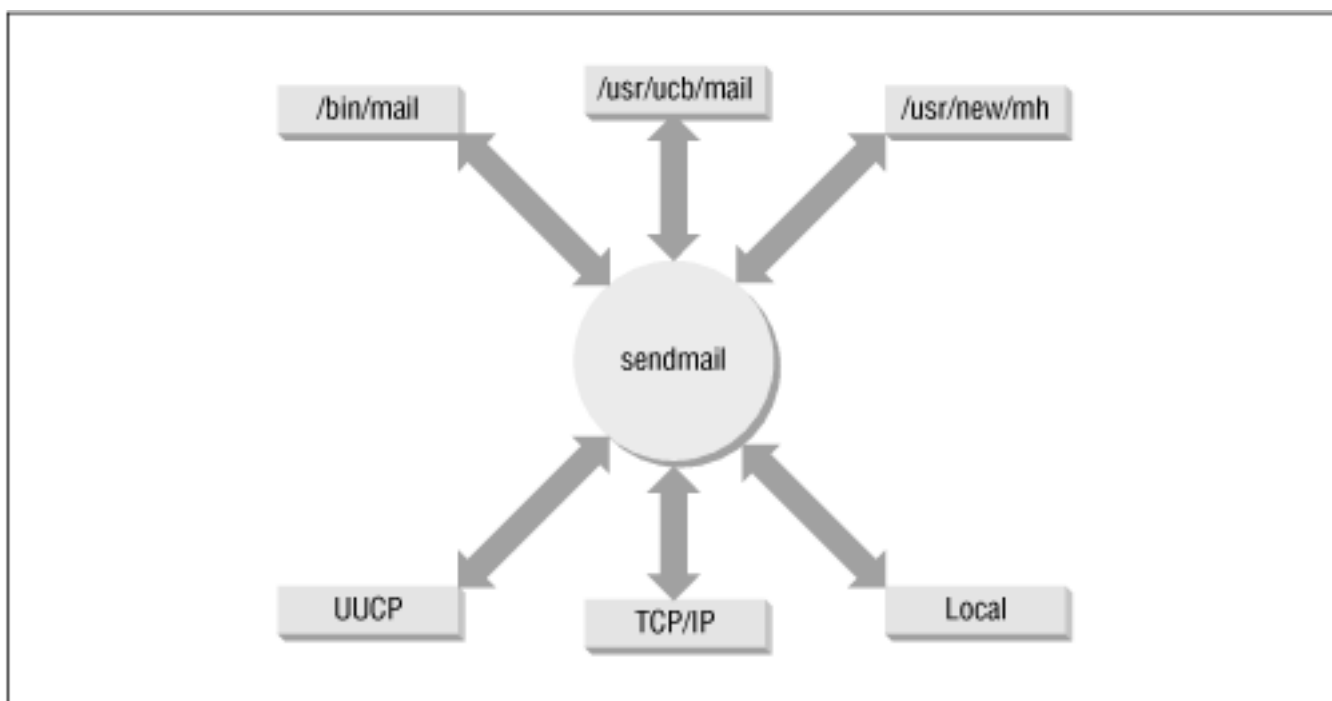 /bin/mail
/usr/ucb/mail
/usr/new/mh
sendmail
UUCP
TCP/IP
Local